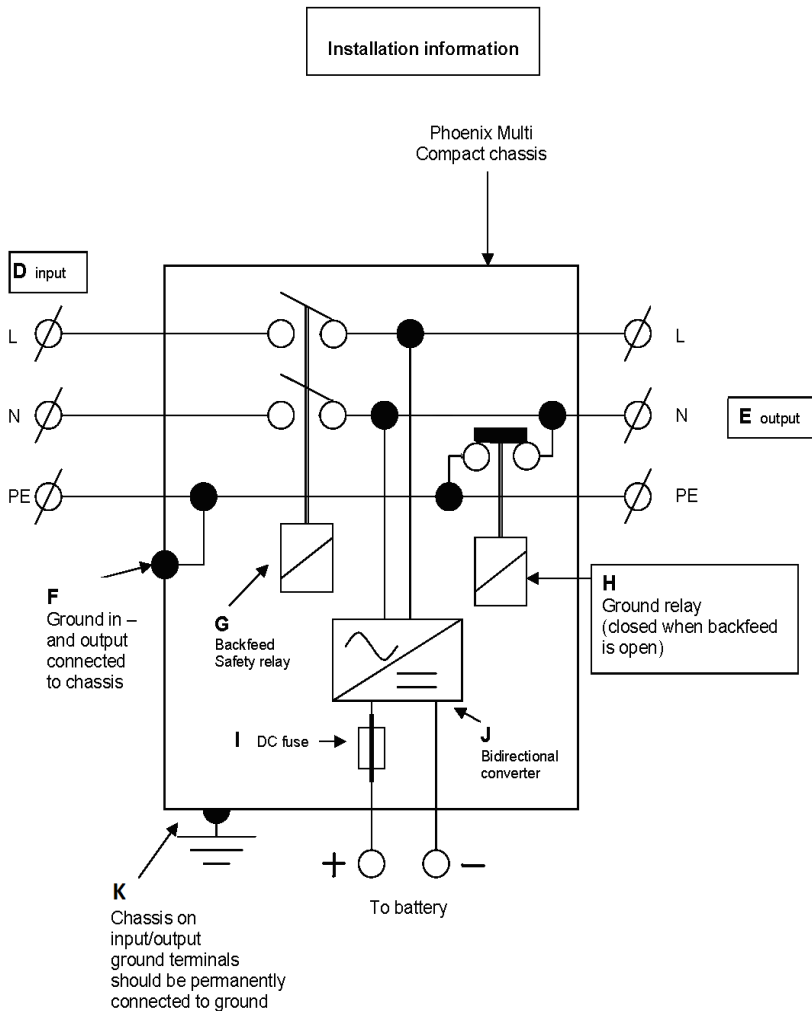 Installation information
Phoenix Multi
Compact chassis
D input
L
L
N
N
E output
PE
PE
F
Ground in –
and output
connected
to chassis
G
Backfeed
Safety relay
H
Ground relay
(closed when backfeed
is open)
I DC fuse
J
Bidirectional
converter
+
–
To battery
K
Chassis on
input/output
ground terminals
should be permanently
connected to ground